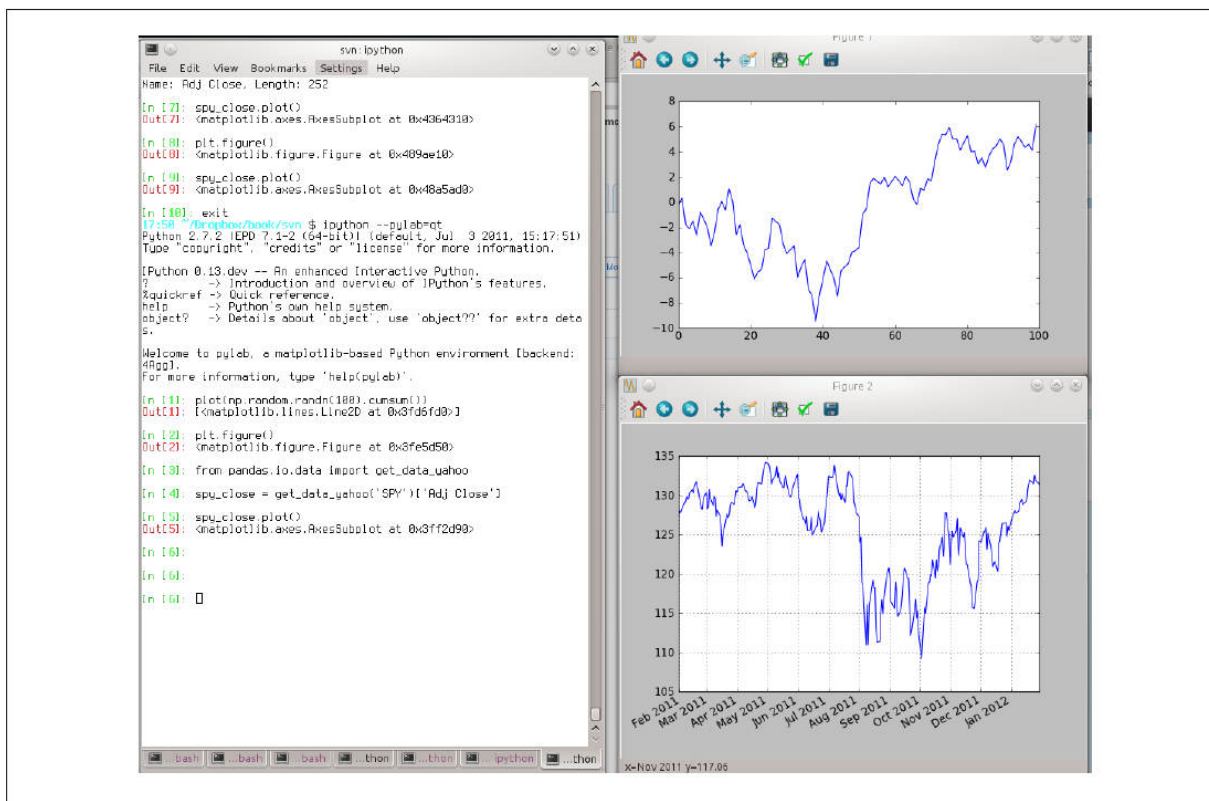 svn: ipython
File Edit View Bookmarks Settings Help
Name: Adj Close, Length: 252
In [7]: spy_close.plot()
Out[7]: <matplotlib.axes.AxesSubplot at 0x4364310>
In [8]: plt.figure()
Out[8]: <matplotlib.figure.Figure at 0x489ae10>
In [9]: spy_close.plot()
Out[9]: <matplotlib.axes.AxesSubplot at 0x48a5ad0>
In [10]: exit
17:50 ~/Dropbox/book/svn $ ipython --pylab=qt
Python 2.7.2 |EPD 7.1-2 (64-bit)| (default, Jul 3 2011, 15:17:51)
Type "copyright", "credits" or "license" for more information.
IPython 0.13.dev -- An enhanced Interactive Python.
? -> Introduction and overview of IPython's features.
%quickref -> Quick reference.
help -> Python's own help system.
object? -> Details about 'object', use 'object??' for extra deta
s.
Welcome to pylab, a matplotlib-based Python environment [backend:
4Agg].
For more information, type 'help(pylab)'.
In [1]: plot(np.random.randn(100).cumsum())
Out[1]: [<matplotlib.lines.Line2D at 0x3fd6fd0>]
In [2]: plt.figure()
Out[2]: <matplotlib.figure.Figure at 0x3fe5d50>
In [3]: from pandas.io.data import get_data_yahoo
In [4]: spy_close = get_data_yahoo('SPY')['Adj Close']
In [5]: spy_close.plot()
Out[5]: <matplotlib.axes.AxesSubplot at 0x3ff2d90>
In [6]:
In [6]:
In [6]:
...bash ...bash ...bash ...thon ...thon ... ipython ...thon
Figure 1
8
6
4
2
0
−2
−4
−6
−8
−10
0 20 40 60 80 100
Figure 2
135
130
125
120
115
110
105
Feb 2011 Mar 2011 Apr 2011 May 2011 Jun 2011 Jul 2011 Aug 2011 Sep 2011 Oct 2011 Nov 2011 Dec 2011 Jan 2012
x=Nov 2011 y=117.06